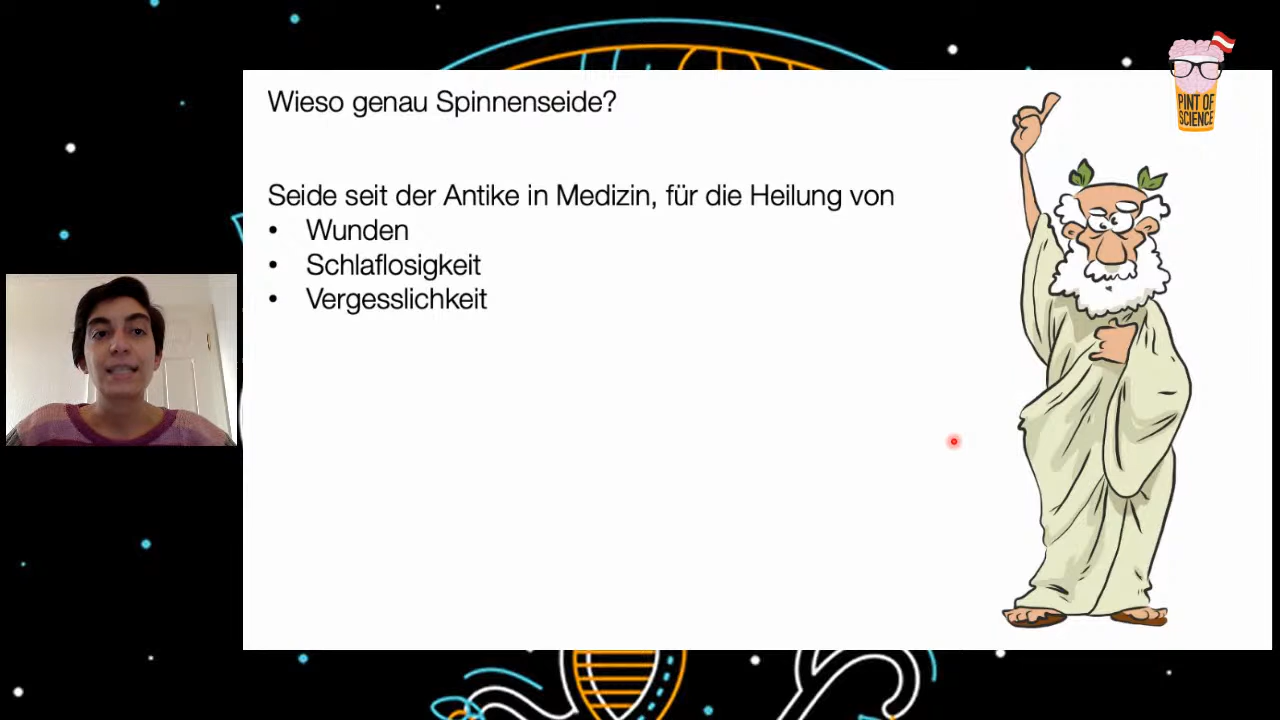 Wieso genau Spinnenseide?
PINT OF
SCIENCE
Seide seit der Antike in Medizin, für die Heilung von
• Wunden
• Schlaflosigkeit
• Vergesslichkeit